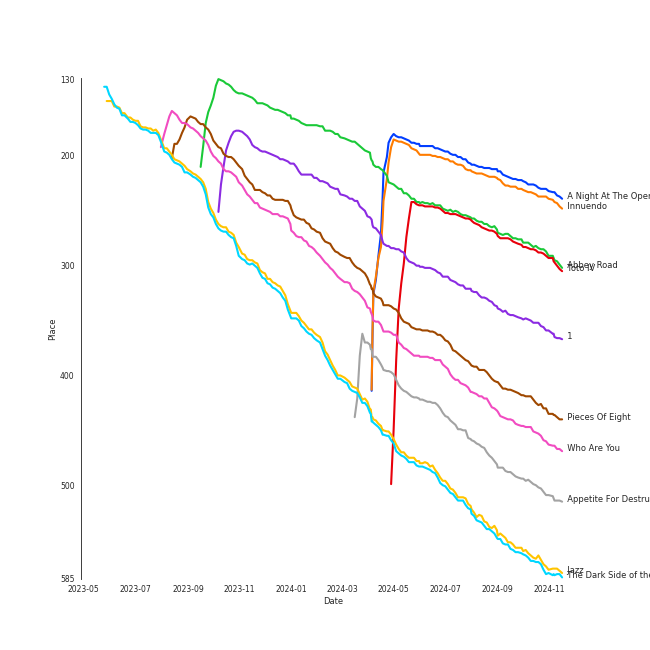 130
200
300
400
500
585
Place
2023-05 2023-07 2023-09 2023-11 2024-01 2024-03 2024-05 2024-07 2024-09 2024-11
Date
A Night At The Oper
Innuendo
Abbey Road
Toto IV
1
Pieces Of Eight
Who Are You
Appetite For Destru
Jazz
The Dark Side of the